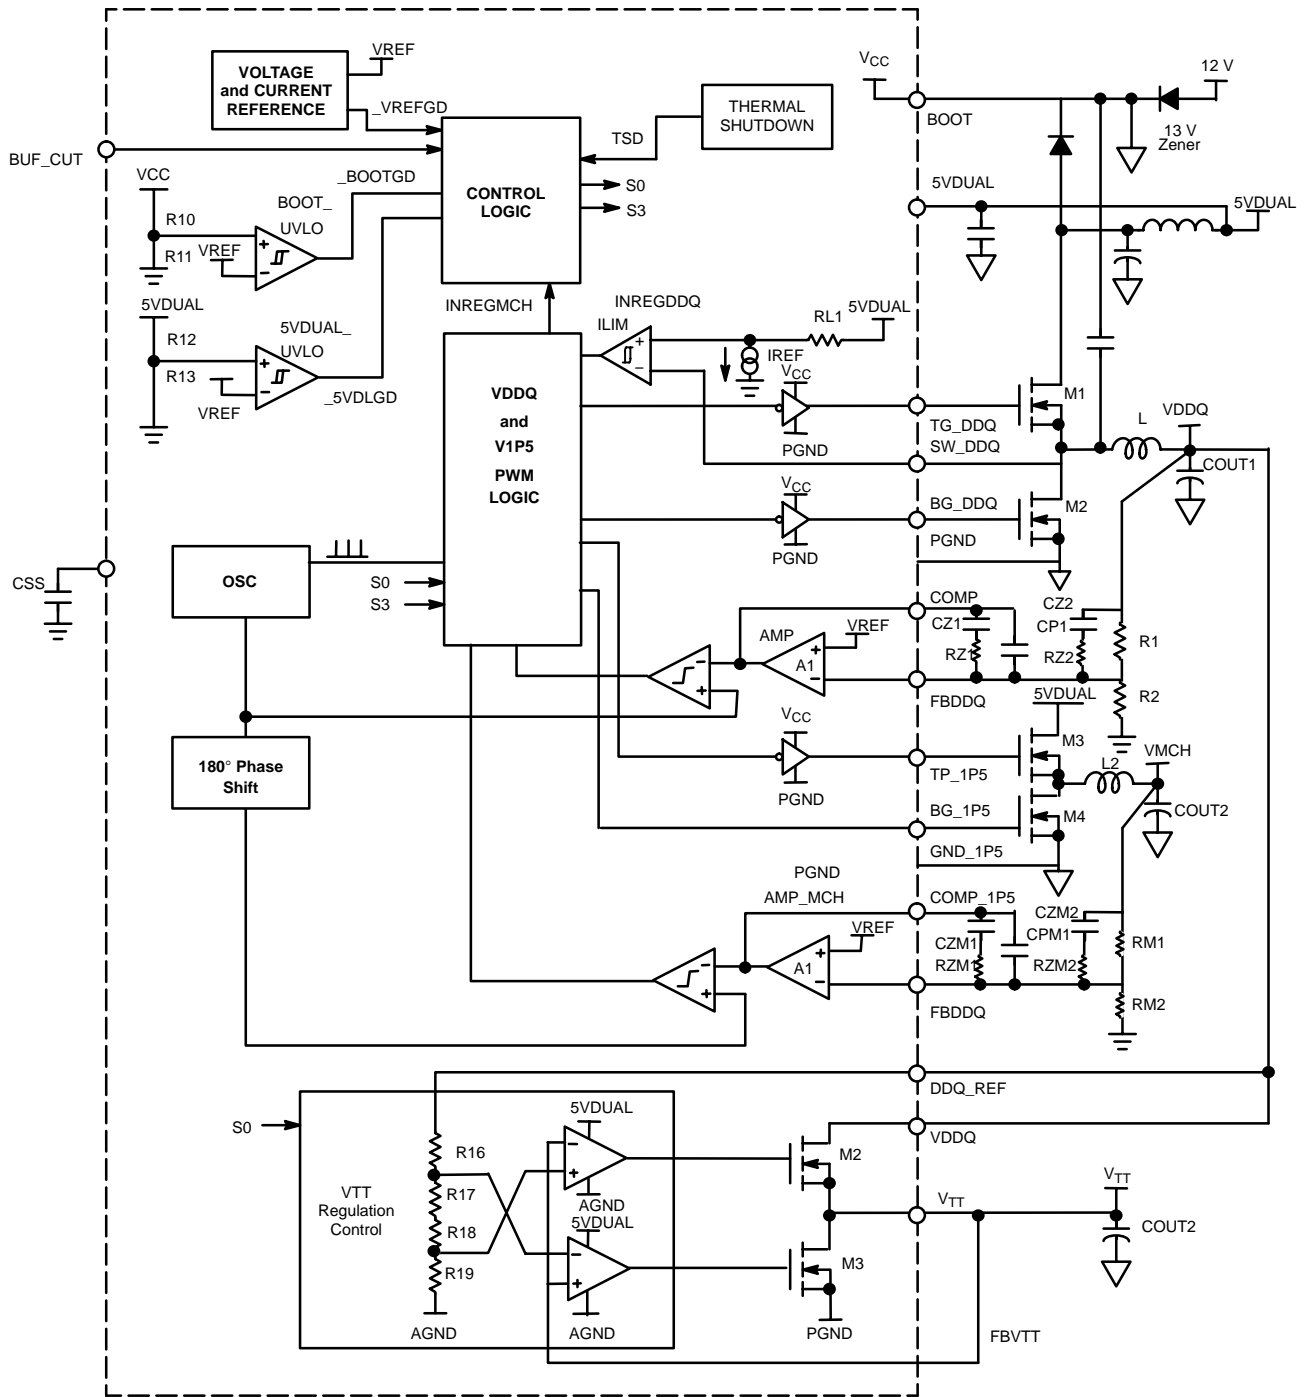 VOLTAGE
and CURRENT
REFERENCE
VREF
_VREFGD
THERMAL
SHUTDOWN
TSD
VCC
BOOT
12 V
13 V
Zener
BUF_CUT
CONTROL
LOGIC
S0
S3
VCC
_BOOTGD
BOOT_
UVLO
R10
R11
VREF
+
−
5VDUAL
5VDUAL
INREGMCH
5VDUAL
5VDUAL_
UVLO
R12
R13
VREF
+
−
_5VDLGD
INREGDDQ
ILIM
+
−
RL1
5VDUAL
IREF
VDDQ
and
V1P5
PWM
LOGIC
VCC
PGND
TG_DDQ
SW_DDQ
M1
L
VDDQ
COUT1
VCC
PGND
BG_DDQ
PGND
M2
OSC
S0
S3
CSS
AMP
VREF
A1
+
−
−
+
COMP
CZ1
RZ1
CZ2
CP1
RZ2
R1
R2
FBDDQ
5VDUAL
180° Phase
Shift
VCC
PGND
TP_1P5
M3
L2
VMCH
COUT2
BG_1P5
M4
GND_1P5
PGND
AMP_MCH
VREF
A1
+
−
−
+
COMP_1P5
CZM1
RZM1
CZM2
CPM1
RZM2
RM1
RM2
FBDDQ
DDQ_REF
S0
5VDUAL
VDDQ
R16
R17
R18
R19
VTT
Regulation
Control
−
+
AGND
5VDUAL
−
+
M2
VTT
VTT
COUT2
M3
AGND
AGND
PGND
FBVTT